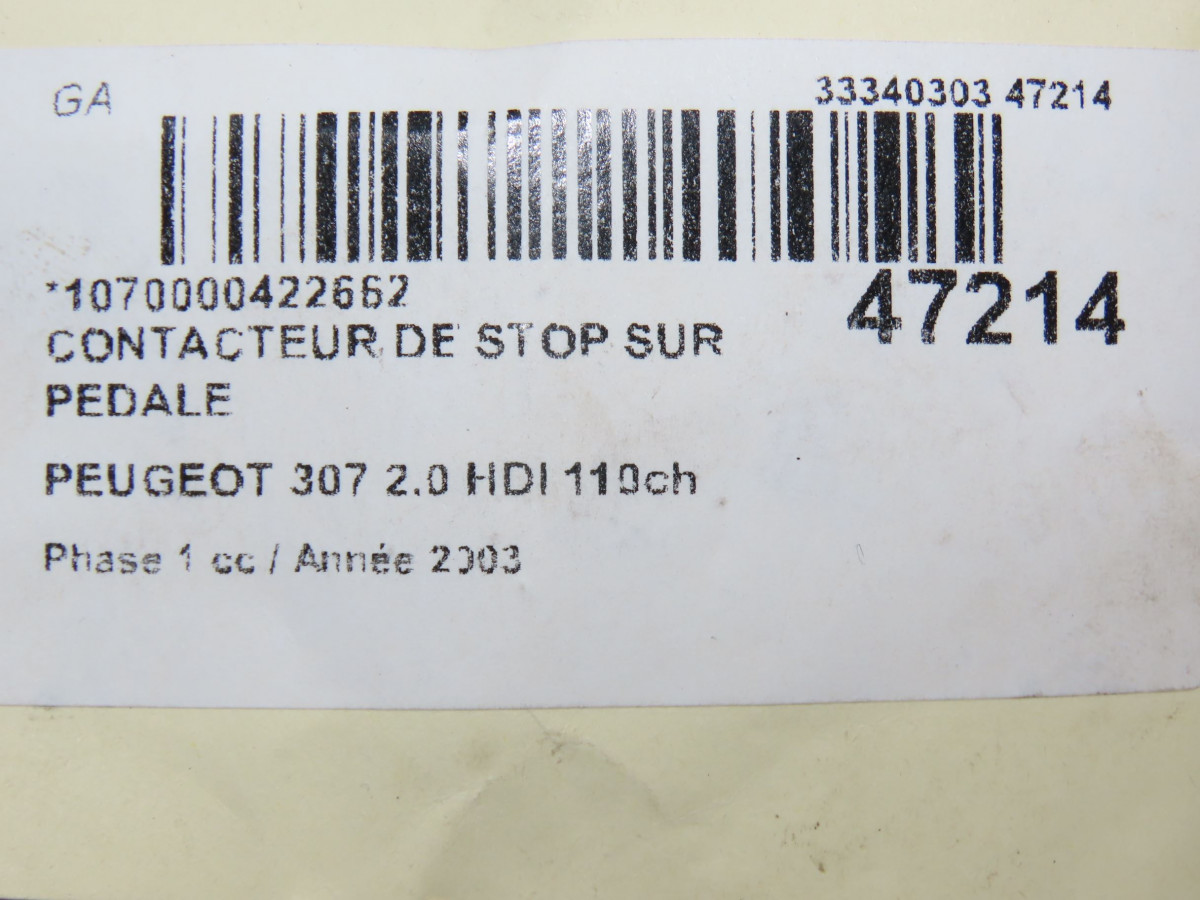 GA
33340303 47214
*1070000422662
47214
CONTACTEUR DE STOP SUR
PEDALE
PEUGEOT 307 2.0 HDI 110ch
Phase 1 cc / Année 2003